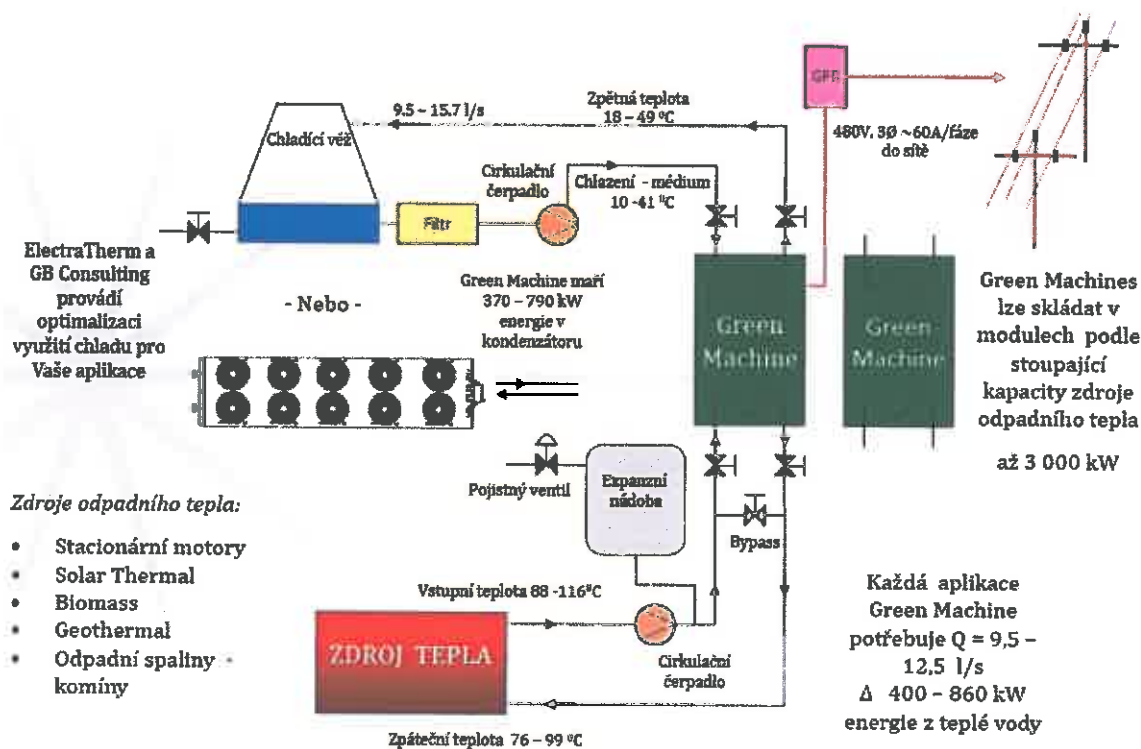 GPR
9.5 – 15.7 l/s
Zpětná teplota
18 – 49 ºC
Chladící věž
480V, 3Ø ~60A/fáze
do sítě
Cirkulační
čerpadlo
Chlazení - médium
10 -41 ºC
Filtr
ElectraTherm a
GB Consulting
provádí
optimalizaci
využití chladu pro
Vaše aplikace
- Nebo -
Green Machine maří
370 – 790 kW
energie v
kondenzátoru
Green
Machine
Green
Machine
Green Machines
lze skládat v
modulech podle
stoupající
kapacity zdroje
odpadního tepla
až 3 000 kW
Pojistný ventil
Expanzní
nádoba
Bypass
Zdroje odpadního tepla:
• Stacionární motory
• Solar Thermal
• Biomass
• Geothermal
• Odpadní spaliny -
komíny
Vstupní teplota 88 -116ºC
ZDROJ TEPLA
Cirkulační
čerpadlo
Zpáteční teplota 76 – 99 ºC
Každá aplikace
Green Machine
potřebuje Q = 9,5 –
12,5 l/s
Δ 400 – 860 kW
energie z teplé vody